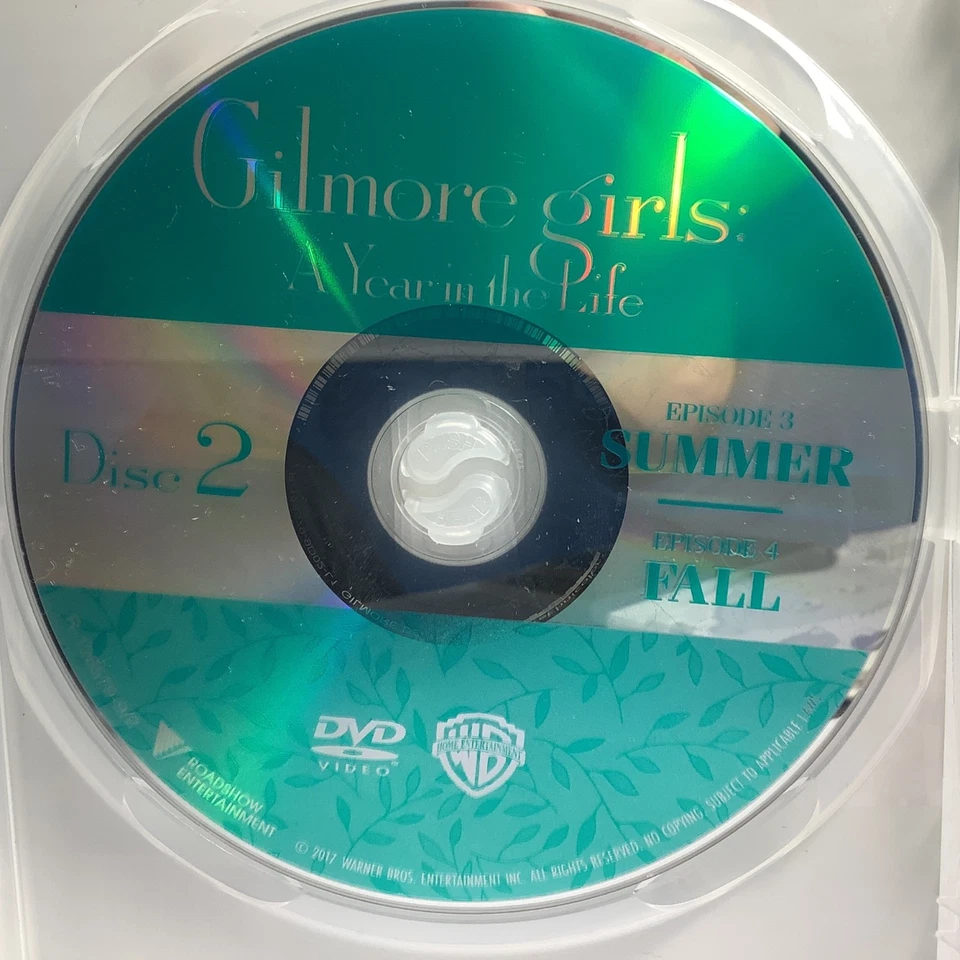 Gilmore girls:
A Year in the Life
Disc 2
EPISODE 3
SUMMER
EPISODE 4
FALL
DVD
VIDEO
HOME ENTERTAINMENT
ROADSHOW
ENTERTAINMENT
© 2017 WARNER BROS. ENTERTAINMENT INC. ALL RIGHTS RESERVED. NO COPYING SUBJECT TO APPLICABLE